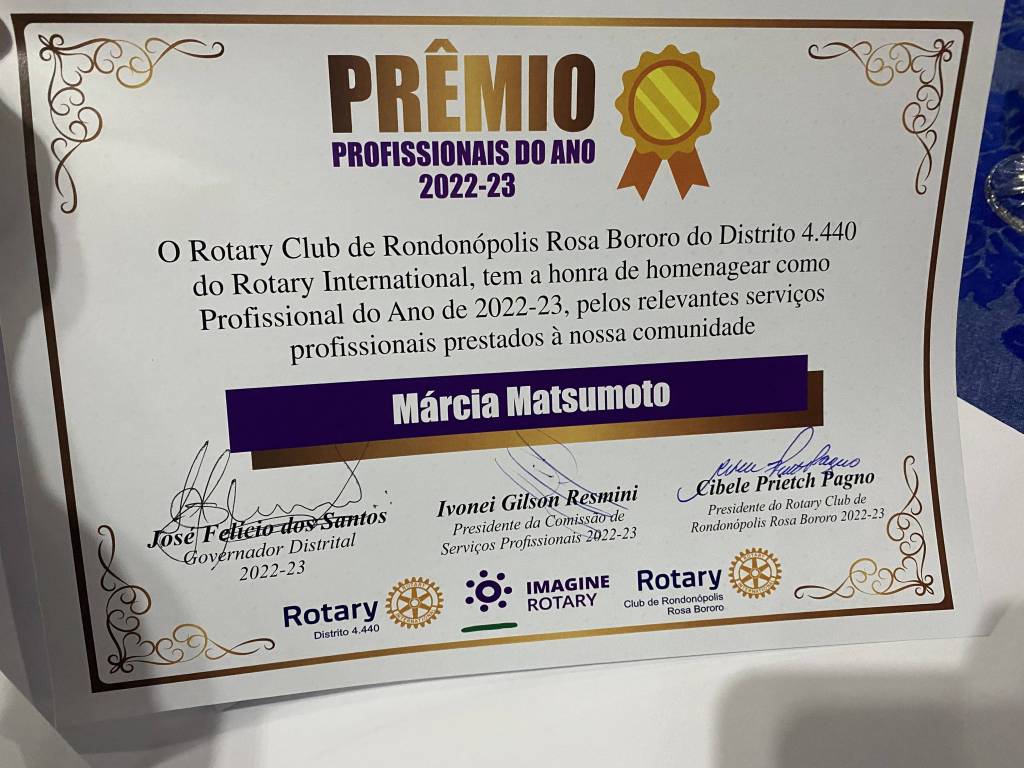 PRÊMIO
PROFISSIONAIS DO ANO
2022-23
O Rotary Club de Rondonópolis Rosa Bororo do Distrito 4.440
do Rotary International, tem a honra de homenagear como
Profissional do Ano de 2022-23, pelos relevantes serviços
profissionais prestados à nossa comunidade
Márcia Matsumoto
José Felício dos Santos
Governador Distrital
2022-23
Ivonei Gilson Resmini
Presidente da Comissão de
Serviços Profissionais 2022-23
Cibele Prietch Pagno
Presidente do Rotary Club de
Rondonópolis Rosa Bororo 2022-23
Rotary
Distrito 4.440
IMAGINE
ROTARY
Rotary
Club de Rondonópolis
Rosa Bororo